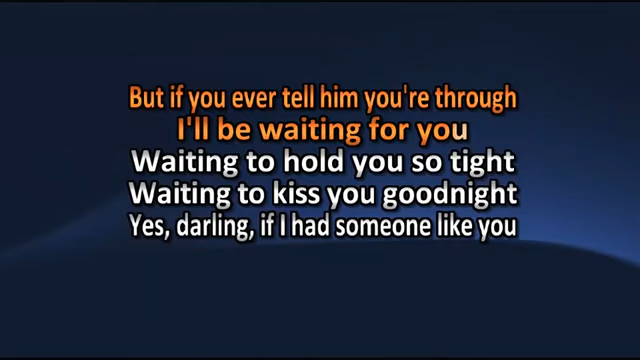 But if you ever tell him you're through
I'll be waiting for you
Waiting to hold you so tight
Waiting to kiss you goodnight
Yes, darling, if I had someone like you